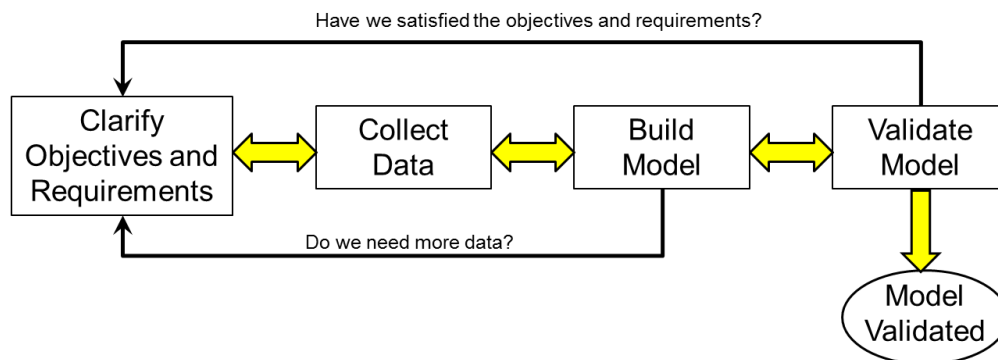 Have we satisfied the objectives and requirements?
Clarify
Objectives and
Requirements
Collect
Data
Build
Model
Validate
Model
Do we need more data?
Model
Validated